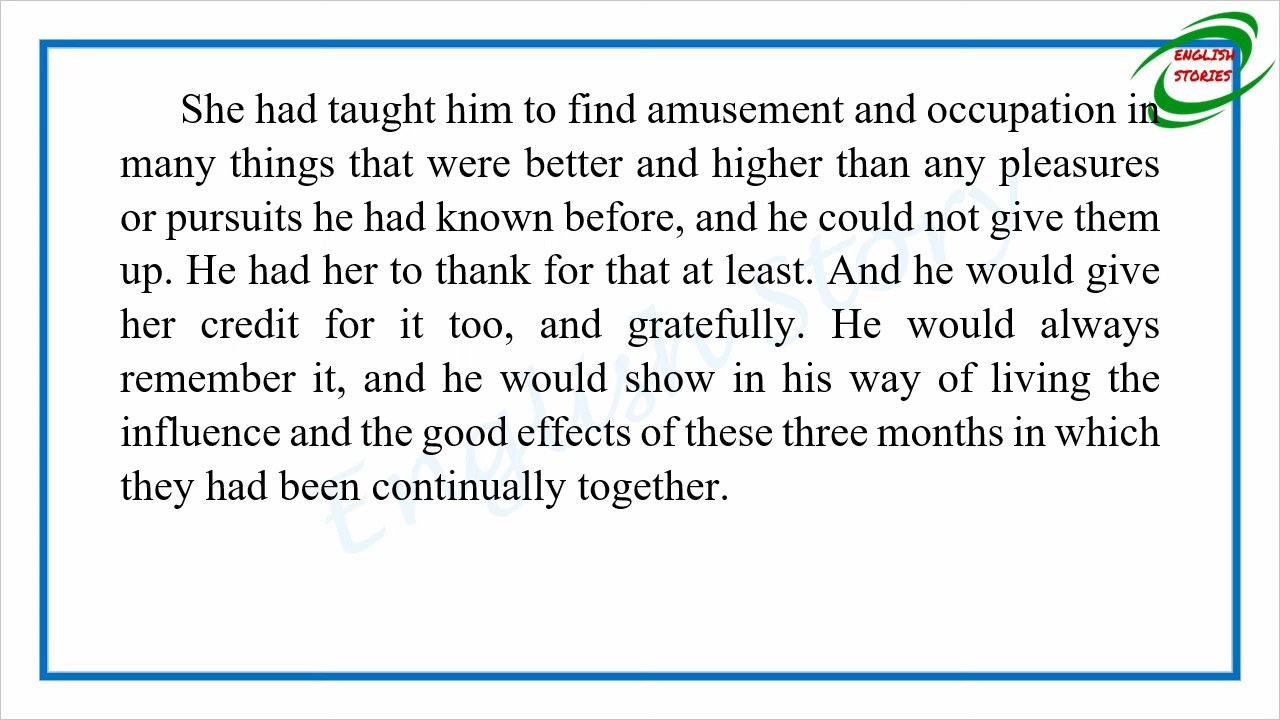 ENGLISH
STORIES
She had taught him to find amusement and occupation in
many things that were better and higher than any pleasures
or pursuits he had known before, and he could not give them
up. He had her to thank for that at least. And he would give
her credit for it too, and gratefully. He would always
remember it, and he would show in his way of living the
influence and the good effects of these three months in which
they had been continually together.
English Story